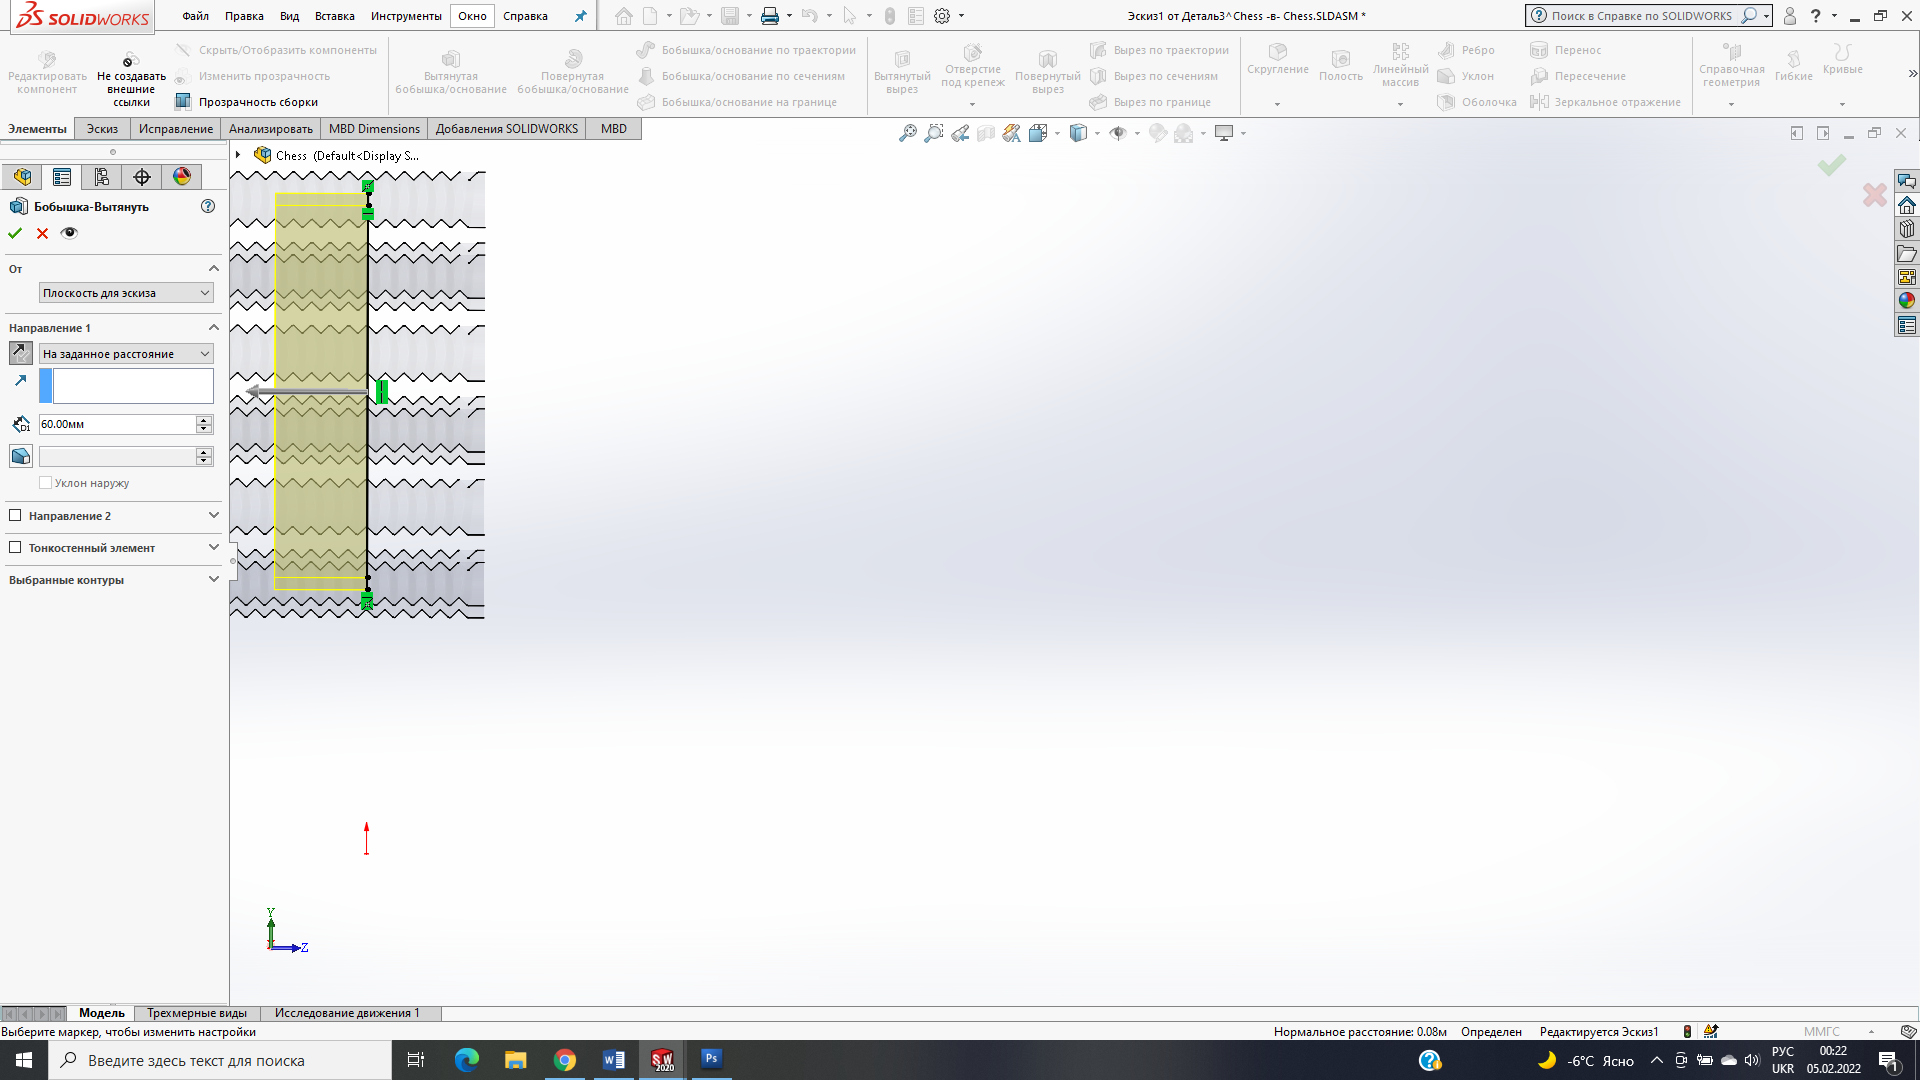 SOLIDWORKS
Файл Правка Вид Вставка Инструменты Окно Справка
Эскиз1 от Деталь3^Chess -в- Chess.SLDASM *
Поиск в Справке по SOLIDWORKS
Редактировать компонент
Не создавать внешние ссылки
Скрыть/Отобразить компоненты
Изменить прозрачность
Прозрачность сборки
Вытянутая бобышка/основание
Повернутая бобышка/основание
Бобышка/основание по траектории
Бобышка/основание по сечениям
Бобышка/основание на границе
Вытянутый вырез
Отверстие под крепеж
Повернутый вырез
Вырез по траектории
Вырез по сечениям
Вырез по границе
Скругление
Полость
Линейный массив
Ребро
Уклон
Оболочка
Перенос
Пересечение
Зеркальное отражение
Справочная геометрия
Гибкие
Кривые
Элементы Эскиз Исправление Анализировать MBD Dimensions Добавления SOLIDWORKS MBD
Chess (Default<Display S...
Бобышка-Вытянуть
От
Плоскость для эскиза
Направление 1
На заданное расстояние
D1
60.00мм
Уклон наружу
Направление 2
Тонкостенный элемент
Выбранные контуры
Y
Z
Модель Трехмерные виды Исследование движения 1
Выберите маркер, чтобы изменить настройки
Нормальное расстояние: 0.08м Определен Редактируется Эскиз1 ММГС
Введите здесь текст для поиска
SW 2020
Ps
-6°C Ясно
РУС
UKR
00:22
05.02.2022
1